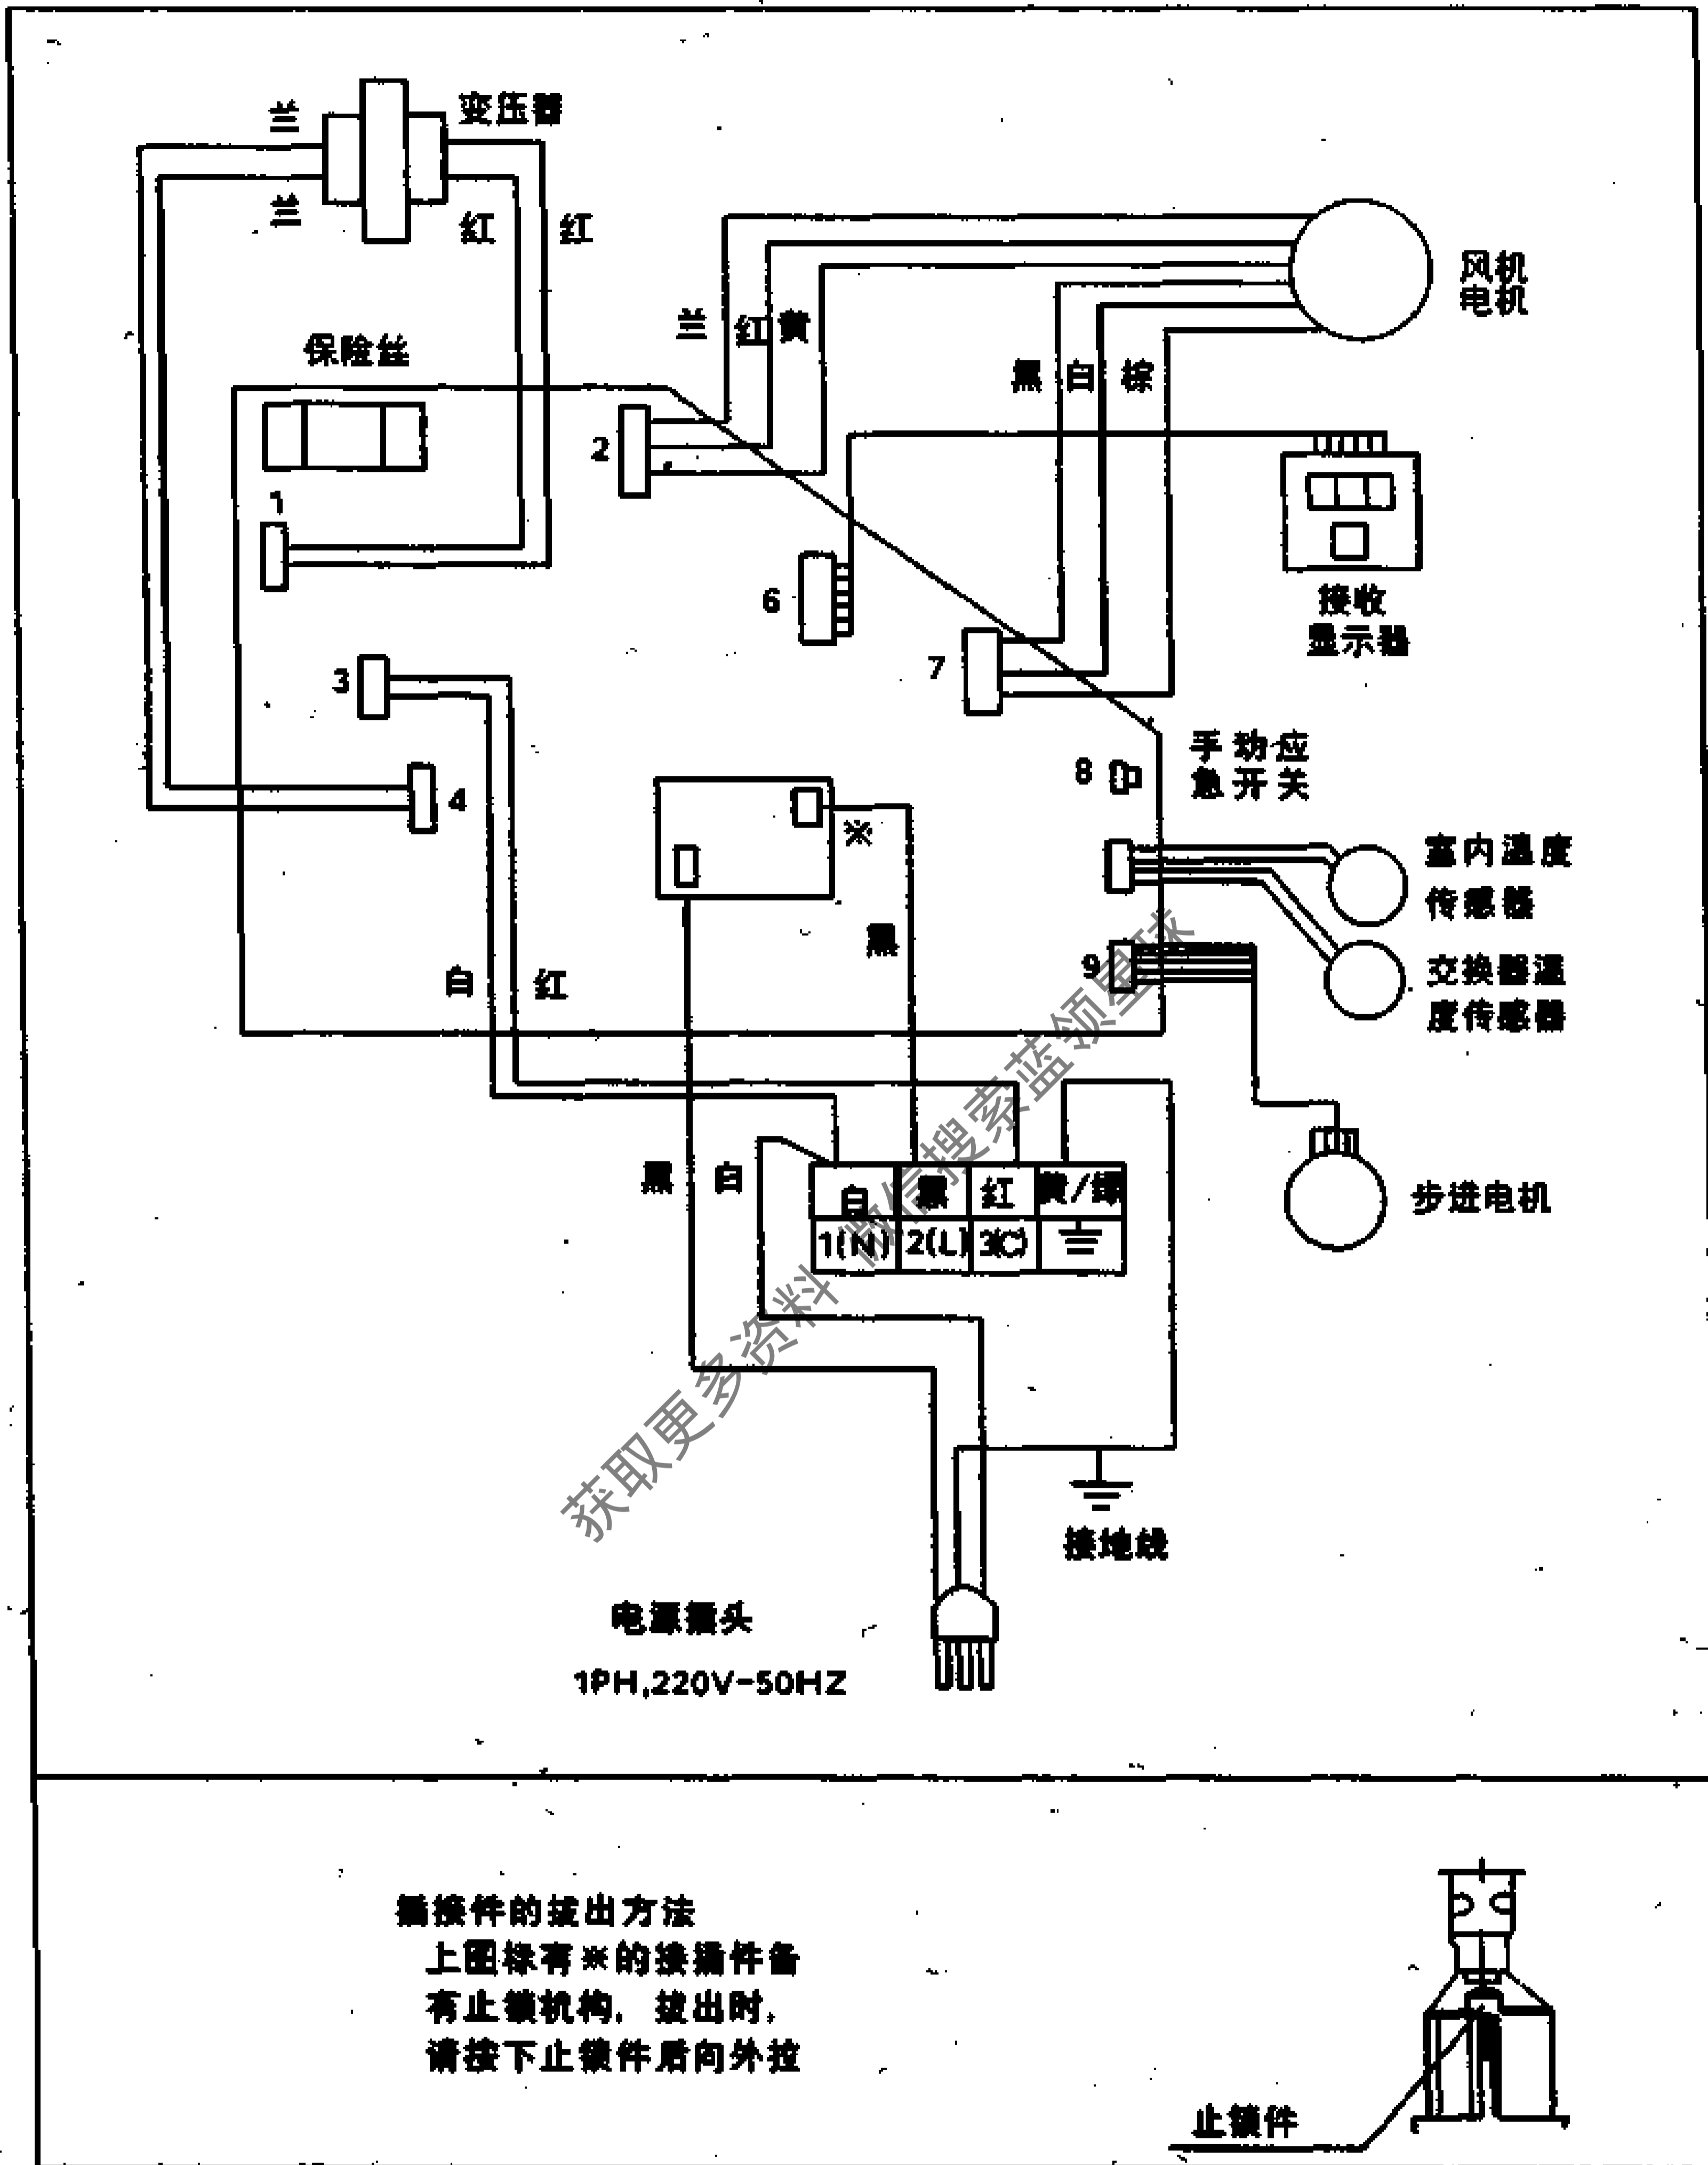 兰
变压器
兰
红
红
风机
电机
兰
红
黄
保险丝
黑
白
棕
2
1
6
接收
显示器
7
3
手动应
急开关
8
4
※
室内温度
传感器
黑
9
交换器温
度传感器
白
红
黑
白
白
黑
红
黄/绿
1(N)
2(L)
3(C)
步进电机
获取更多资料 微信搜索蓝领星球
接地线
电源插头
1PH,220V-50HZ
插接件的拔出方法
上图标有※的接插件备
有止锁机构，拔出时，
请按下止锁件后向外拉
止锁件